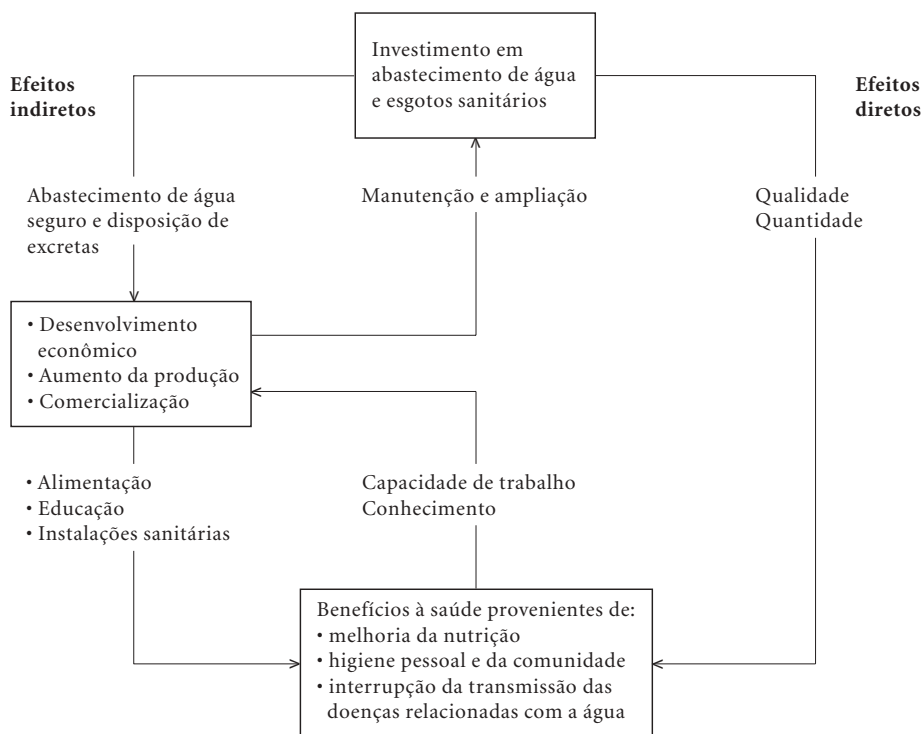 Investimento em
abastecimento de água
e esgotos sanitários
Efeitos
indiretos
Efeitos
diretos
Abastecimento de água
seguro e disposição de
excretas
Manutenção e ampliação
Qualidade
Quantidade
• Desenvolvimento
econômico
• Aumento da produção
• Comercialização
• Alimentação
• Educação
• Instalações sanitárias
Capacidade de trabalho
Conhecimento
Benefícios à saúde provenientes de:
• melhoria da nutrição
• higiene pessoal e da comunidade
• interrupção da transmissão das
doenças relacionadas com a água